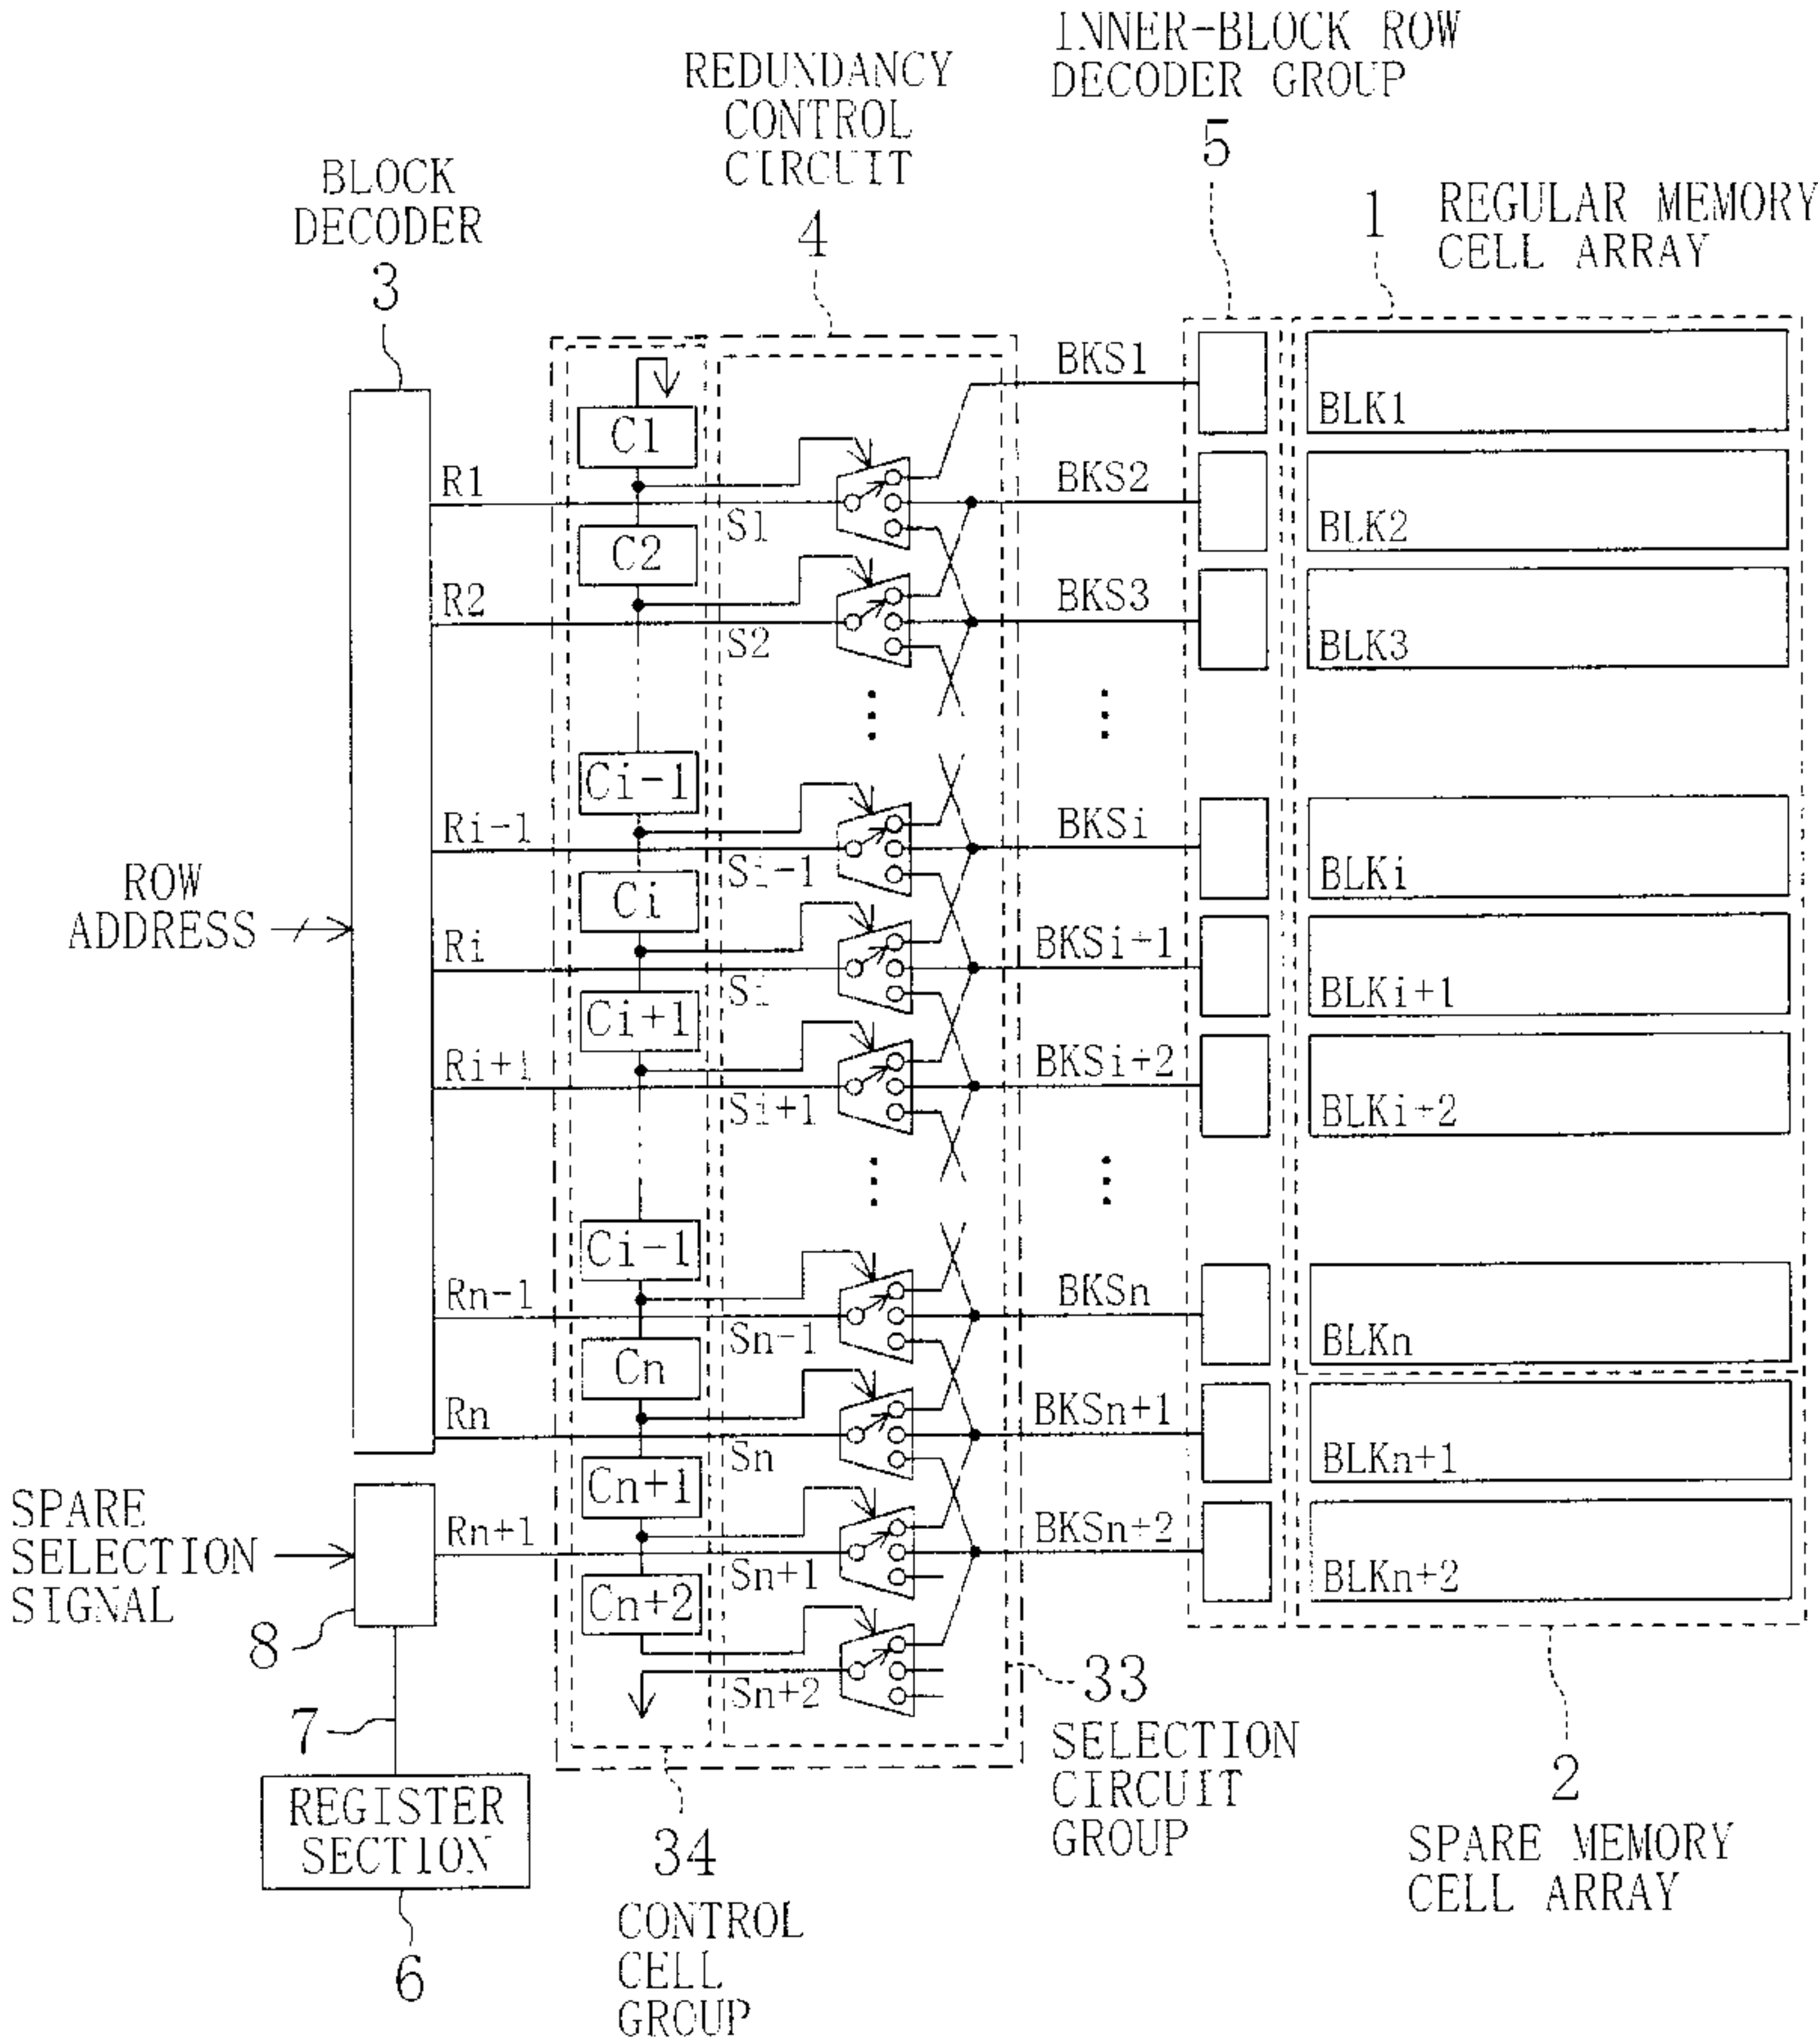 INNER-BLOCK ROW
DECODER GROUP
5
REDUNDANCY
CONTROL
CIRCUIT
4
BLOCK
DECODER
3
1
REGULAR MEMORY
CELL ARRAY
BKS1
BLK1
C1
R1
S1
BKS2
BLK2
C2
R2
S2
BKS3
BLK3
Ci-1
Ri-1
Si-1
BKSi
BLKi
ROW
ADDRESS
Ci
Ri
Si
BKSi-1
BLKi+1
Ci+1
Ri+1
Si+1
BKSi+2
BLKi+2
Ci-1
Rn-1
Sn-1
BKSn
BLKn
Cn
Rn
Sn
BKSn+1
BLKn+1
Cn+1
SPARE
SELECTION
SIGNAL
Rn+1
Sn+1
BKSn+2
BLKn+2
Cn+2
8
Sn+2
7
33
SELECTION
CIRCUIT
GROUP
REGISTER
SECTION
6
34
CONTROL
CELL
GROUP
2
SPARE MEMORY
CELL ARRAY